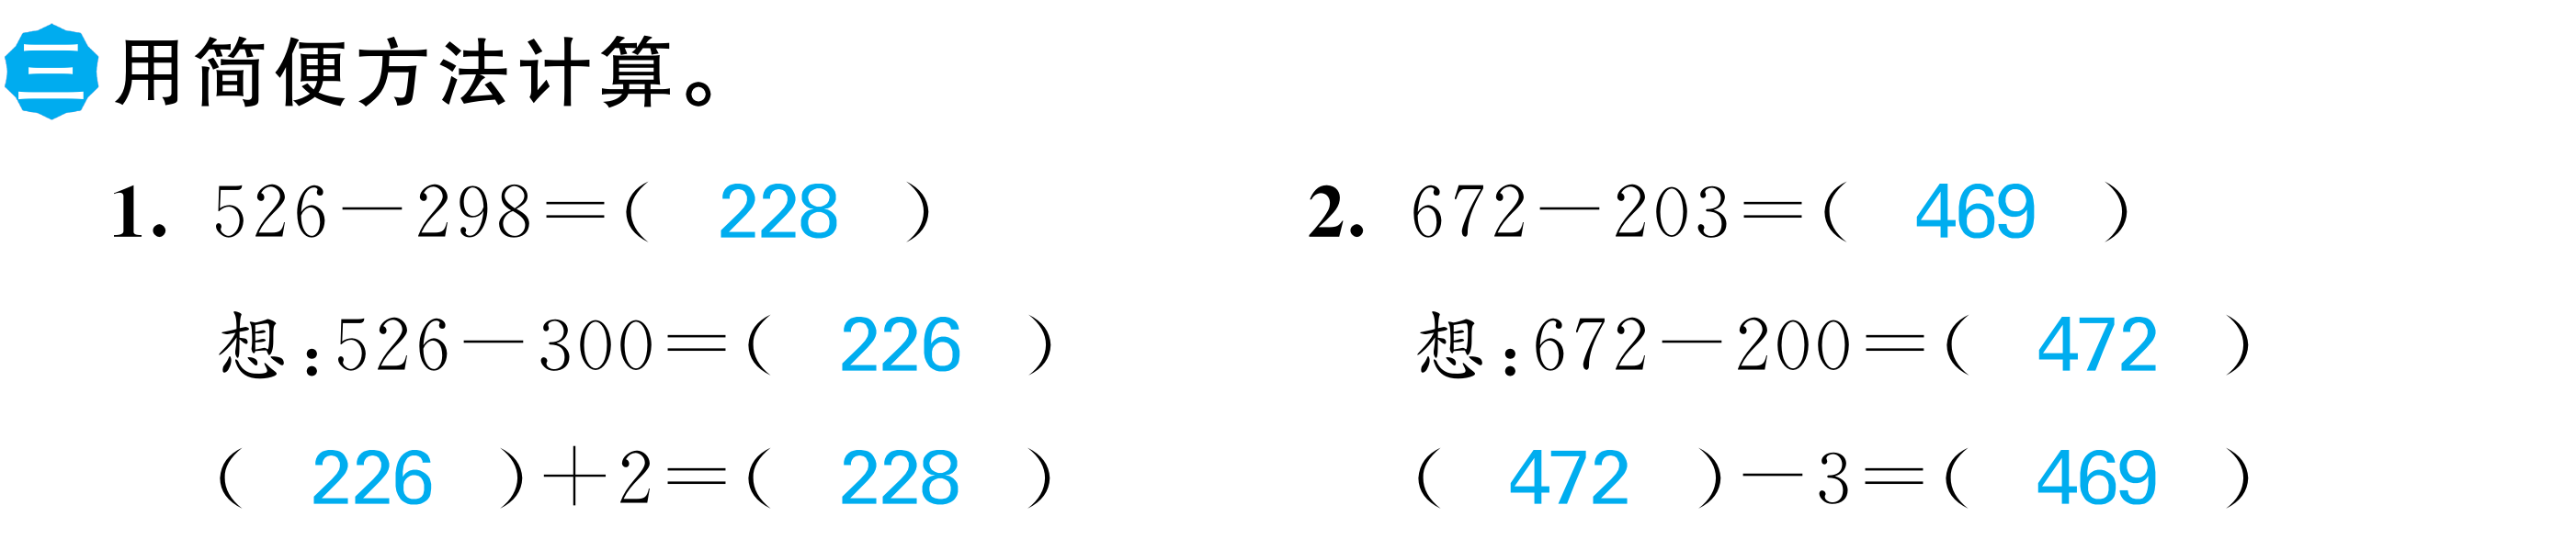 三 用简便方法计算。
1. 526－298＝( 228 )
想:526－300＝( 226 )
( 226 )＋2＝( 228 )
2. 672－203＝( 469 )
想:672－200＝( 472 )
( 472 )－3＝( 469 )